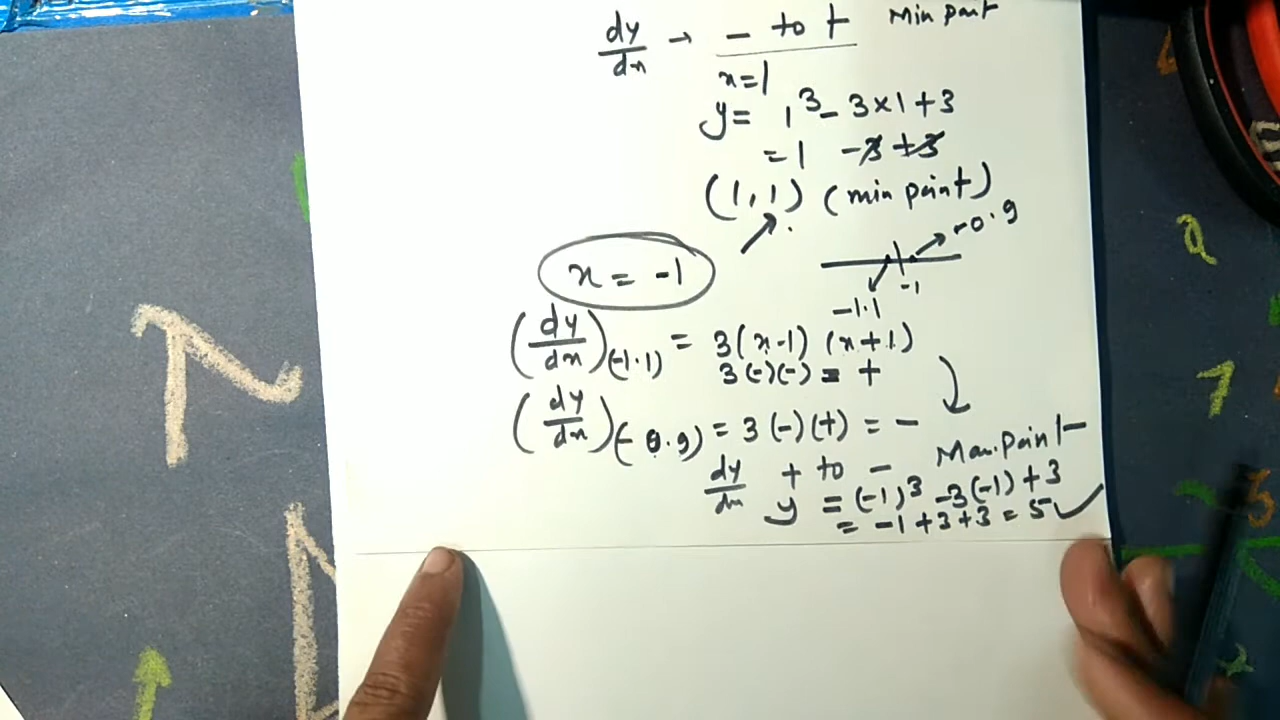 dy/dx → - to + Min part
x=1
y= 1³ - 3×1+3
= 1 -3 +3
(1,1) (min point)
x = -1
-0.9
-1
-1.1
(dy/dx)(-1.1) = 3(x-1) (x+1)
3(-)(-) = +
(dy/dx)(-0.9) = 3(-)(+) = -
dy/dx + to - Max.point
y = (-1)³ -3(-1)+3
= -1+3+3 = 5 ✓